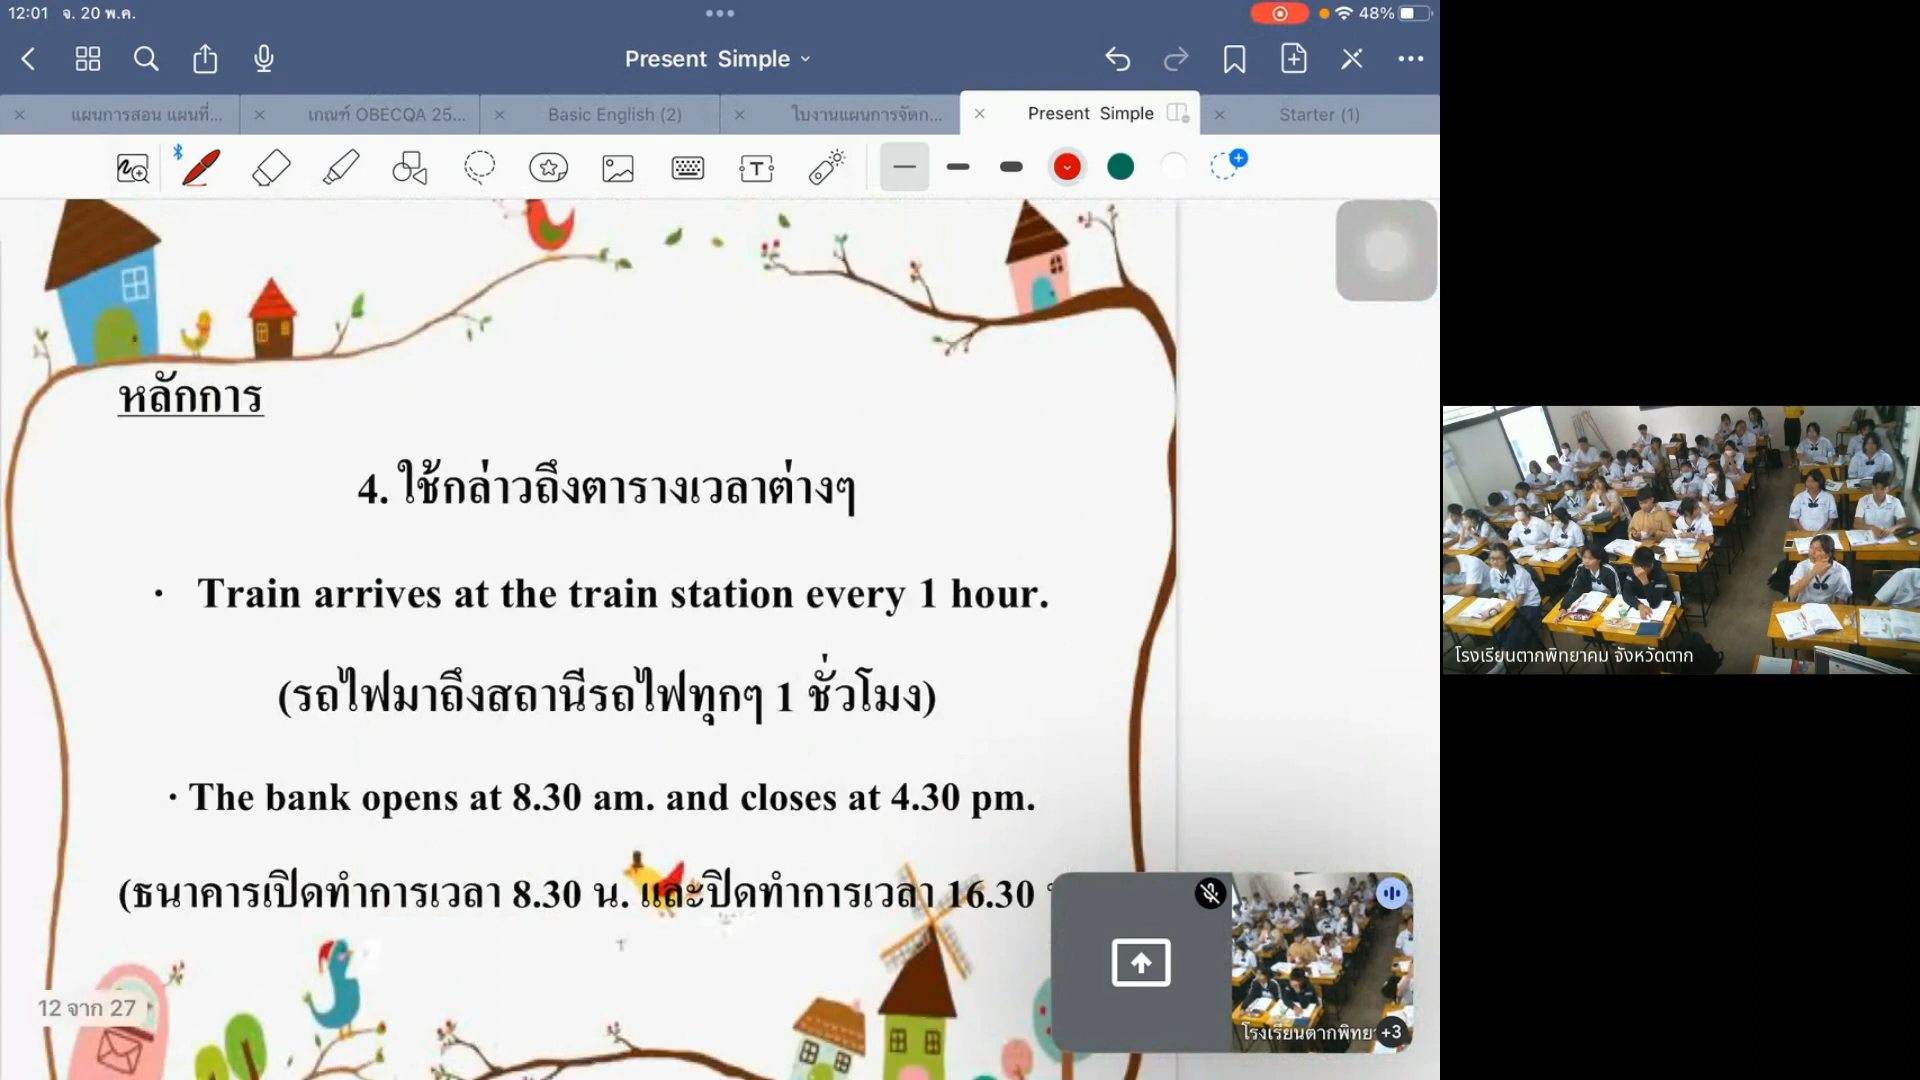 12:01 จ. 20 พ.ค.
48%
Present Simple
แผนการสอน แผนที่...
เกณฑ์ OBECQA 25...
Basic English (2)
ใบงานแผนการจัดก...
Present Simple
Starter (1)
หลักการ
4. ใช้กล่าวถึงตารางเวลาต่างๆ
· Train arrives at the train station every 1 hour.
(รถไฟมาถึงสถานีรถไฟทุกๆ 1 ชั่วโมง)
· The bank opens at 8.30 am. and closes at 4.30 pm.
(ธนาคารเปิดทำการเวลา 8.30 น. และปิดทำการเวลา 16.30
12 จาก 27
โรงเรียนตากพิทย
+3
โรงเรียนตากพิทยาคม จังหวัดตาก